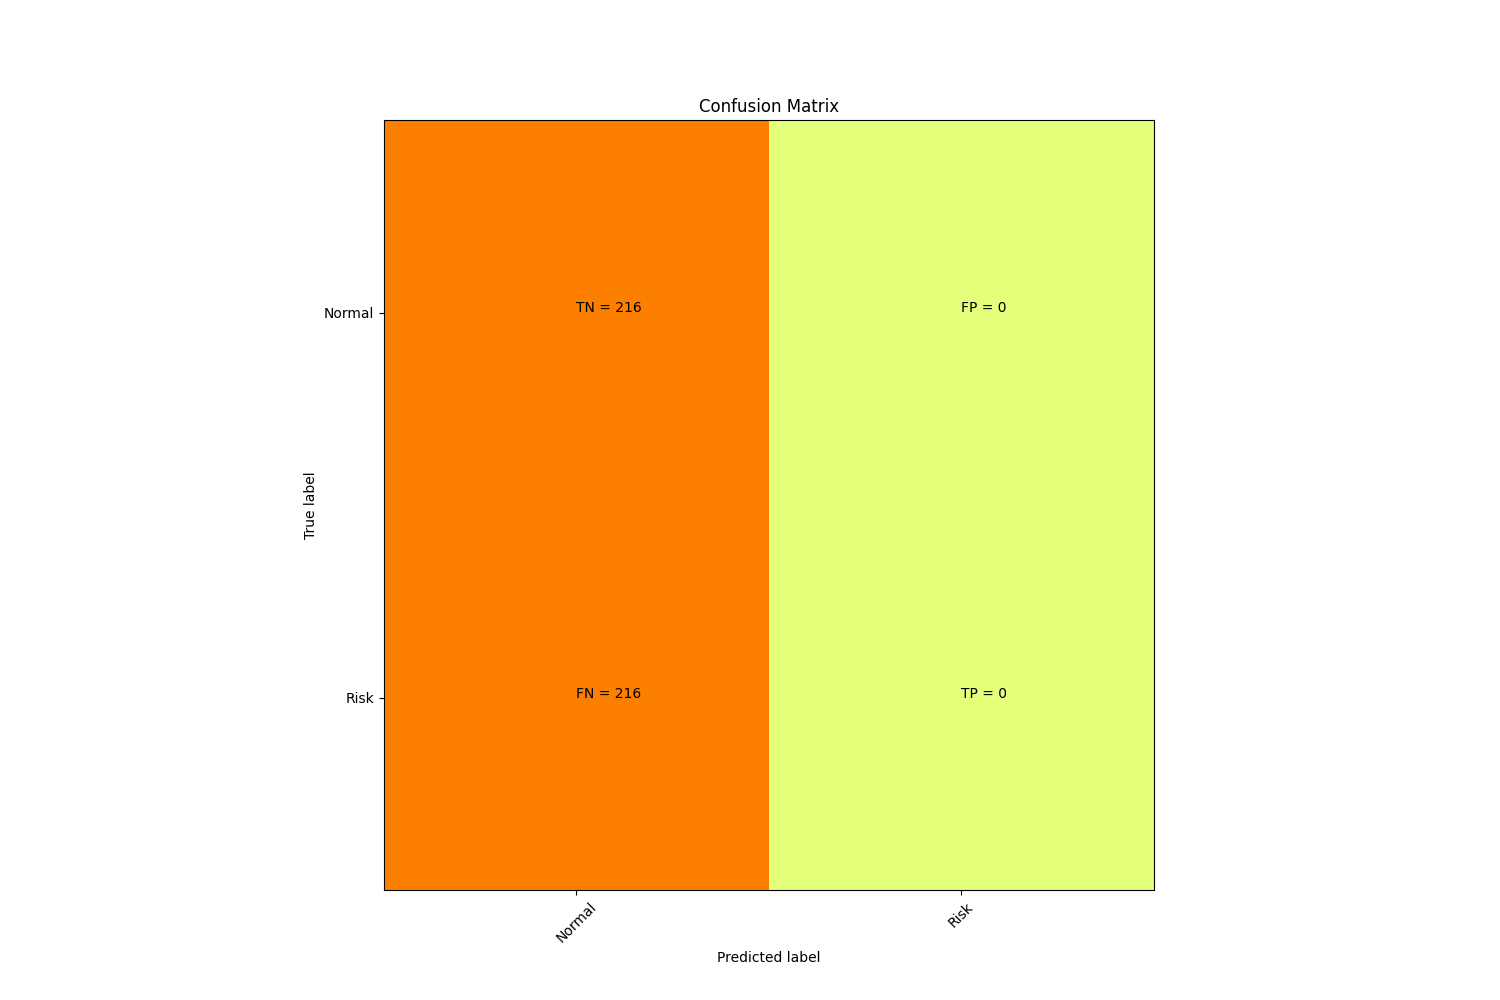 Confusion Matrix
Normal
TN = 216
FP = 0
True label
Risk
FN = 216
TP = 0
Normal
Risk
Predicted label